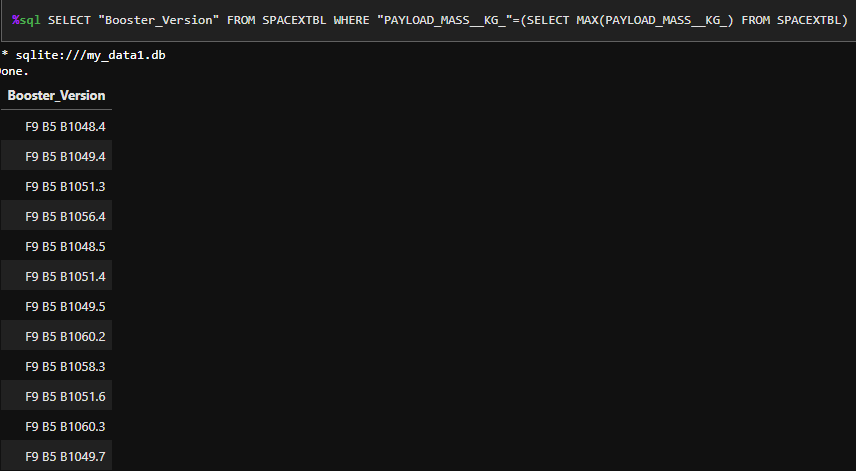 %sql SELECT "Booster_Version" FROM SPACEXTBL WHERE "PAYLOAD_MASS__KG_"=(SELECT MAX(PAYLOAD_MASS__KG_) FROM SPACEXTBL)
* sqlite:///my_data1.db
one.
Booster_Version
F9 B5 B1048.4
F9 B5 B1049.4
F9 B5 B1051.3
F9 B5 B1056.4
F9 B5 B1048.5
F9 B5 B1051.4
F9 B5 B1049.5
F9 B5 B1060.2
F9 B5 B1058.3
F9 B5 B1051.6
F9 B5 B1060.3
F9 B5 B1049.7